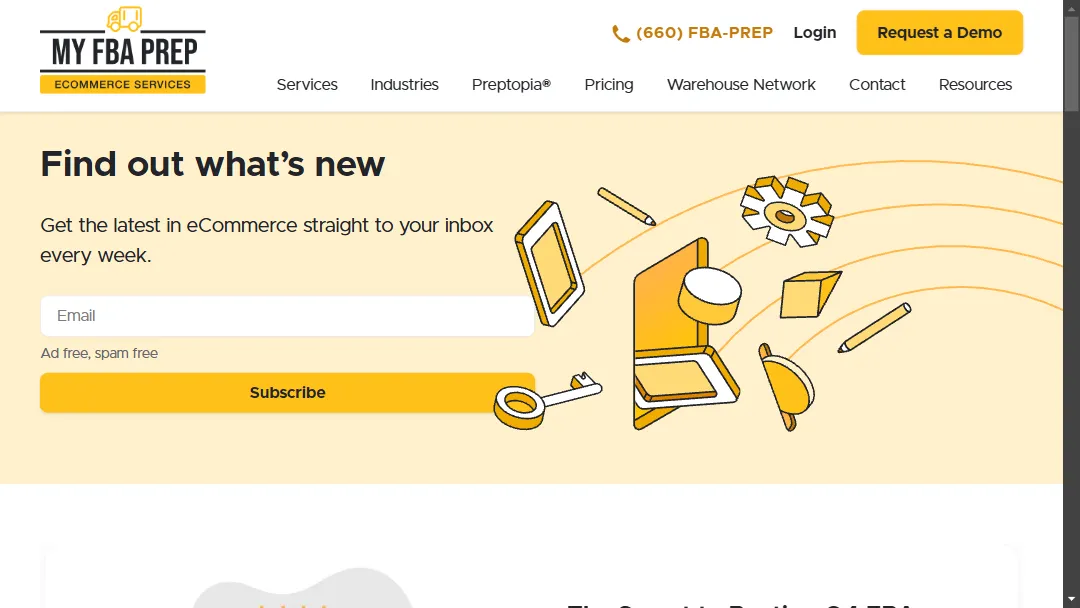 MY FBA PREP
ECOMMERCE SERVICES
(660) FBA-PREP
Login
Request a Demo
Services
Industries
Preptopia®
Pricing
Warehouse Network
Contact
Resources
Find out what's new
Get the latest in eCommerce straight to your inbox
every week.
Email
Ad free, spam free
Subscribe